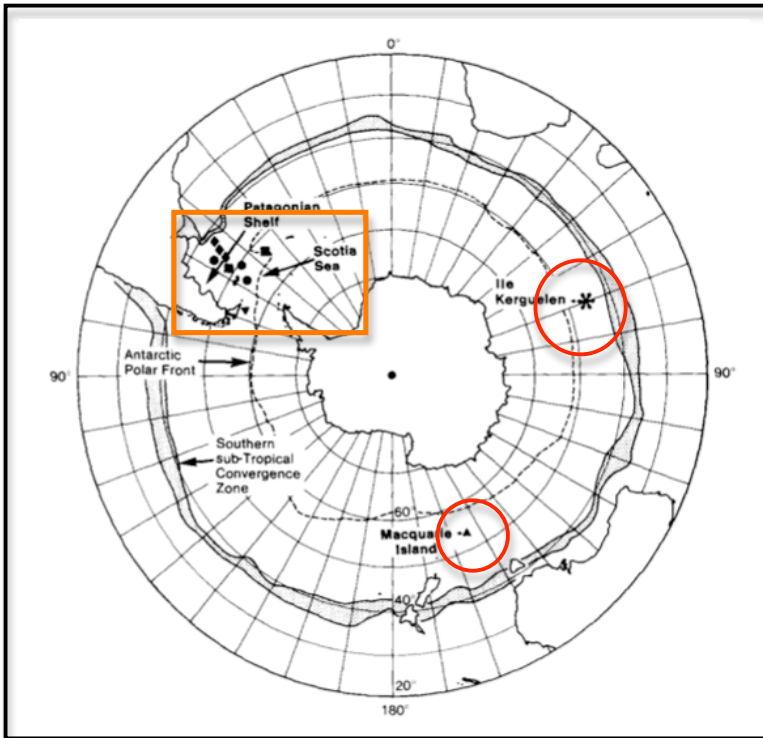 0°
Patagonian
Shelf
Scotia
Sea
Ile
Kerguelen
Antarctic
Polar Front
90°
90°
Southern
sub-Tropical
Convergence
Zone
60°
Macquarie
Island
40°
20°
180°